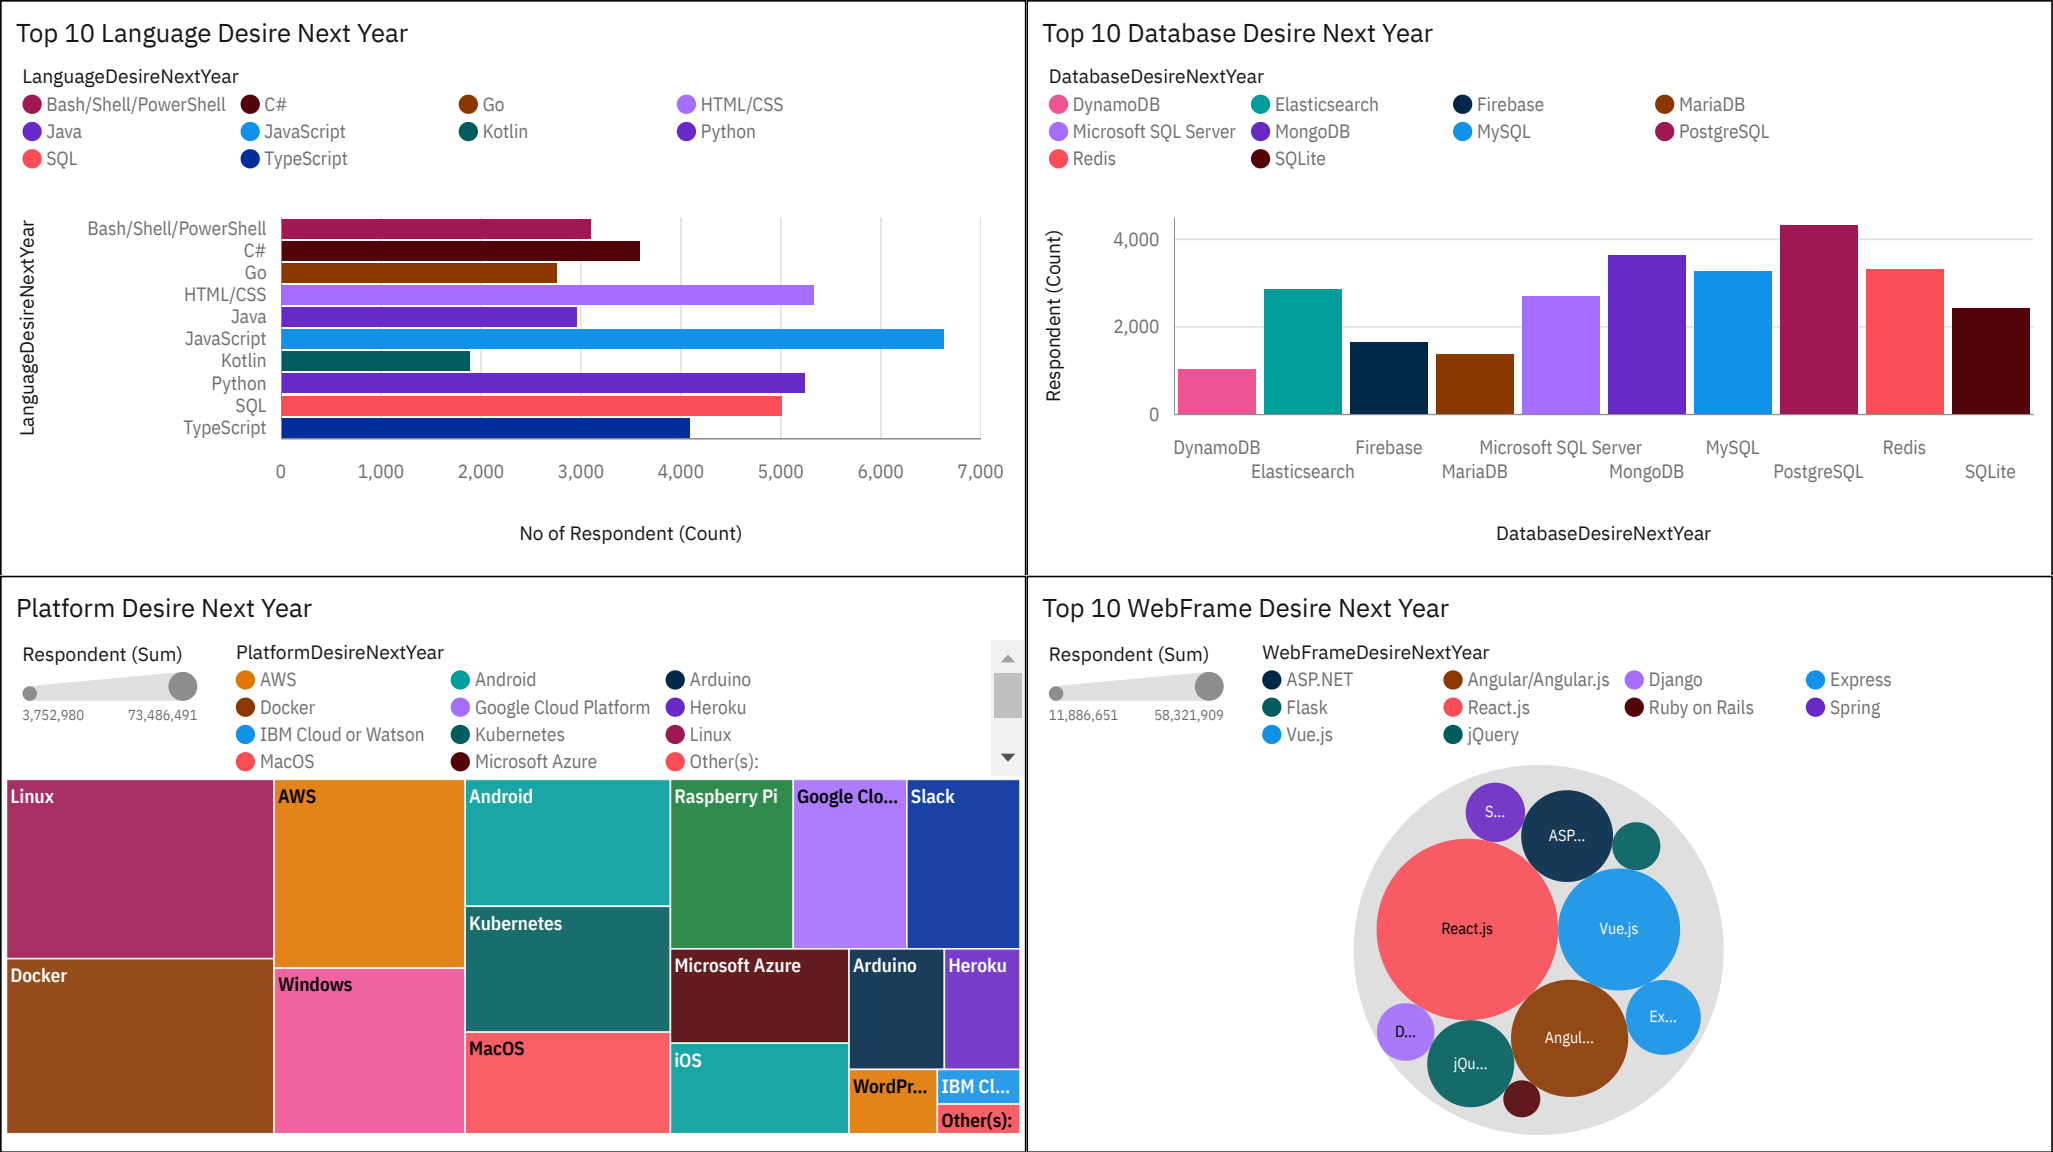 Top 10 Language Desire Next Year
LanguageDesireNextYear
Bash/Shell/PowerShell C# Go HTML/CSS
Java JavaScript Kotlin Python
SQL TypeScript
LanguageDesireNextYear
Bash/Shell/PowerShell
C#
Go
HTML/CSS
Java
JavaScript
Kotlin
Python
SQL
TypeScript
0 1,000 2,000 3,000 4,000 5,000 6,000 7,000
No of Respondent (Count)
Top 10 Database Desire Next Year
DatabaseDesireNextYear
DynamoDB Elasticsearch Firebase MariaDB
Microsoft SQL Server MongoDB MySQL PostgreSQL
Redis SQLite
Respondent (Count)
4,000
2,000
0
DynamoDB Firebase Microsoft SQL Server MySQL Redis
Elasticsearch MariaDB MongoDB PostgreSQL SQLite
DatabaseDesireNextYear
Platform Desire Next Year
Respondent (Sum)
3,752,980 73,486,491
PlatformDesireNextYear
AWS Android Arduino
Docker Google Cloud Platform Heroku
IBM Cloud or Watson Kubernetes Linux
MacOS Microsoft Azure Other(s):
Linux
Docker
AWS
Windows
Android
Kubernetes
MacOS
Raspberry Pi
Google Clo...
Slack
Microsoft Azure
iOS
Arduino
Heroku
WordPr...
IBM Cl...
Other(s):
Top 10 WebFrame Desire Next Year
Respondent (Sum)
11,886,651 58,321,909
WebFrameDesireNextYear
ASP.NET Angular/Angular.js Django Express
Flask React.js Ruby on Rails Spring
Vue.js jQuery
S...
ASP...
React.js
Vue.js
D...
Ex...
jQu...
Angul...